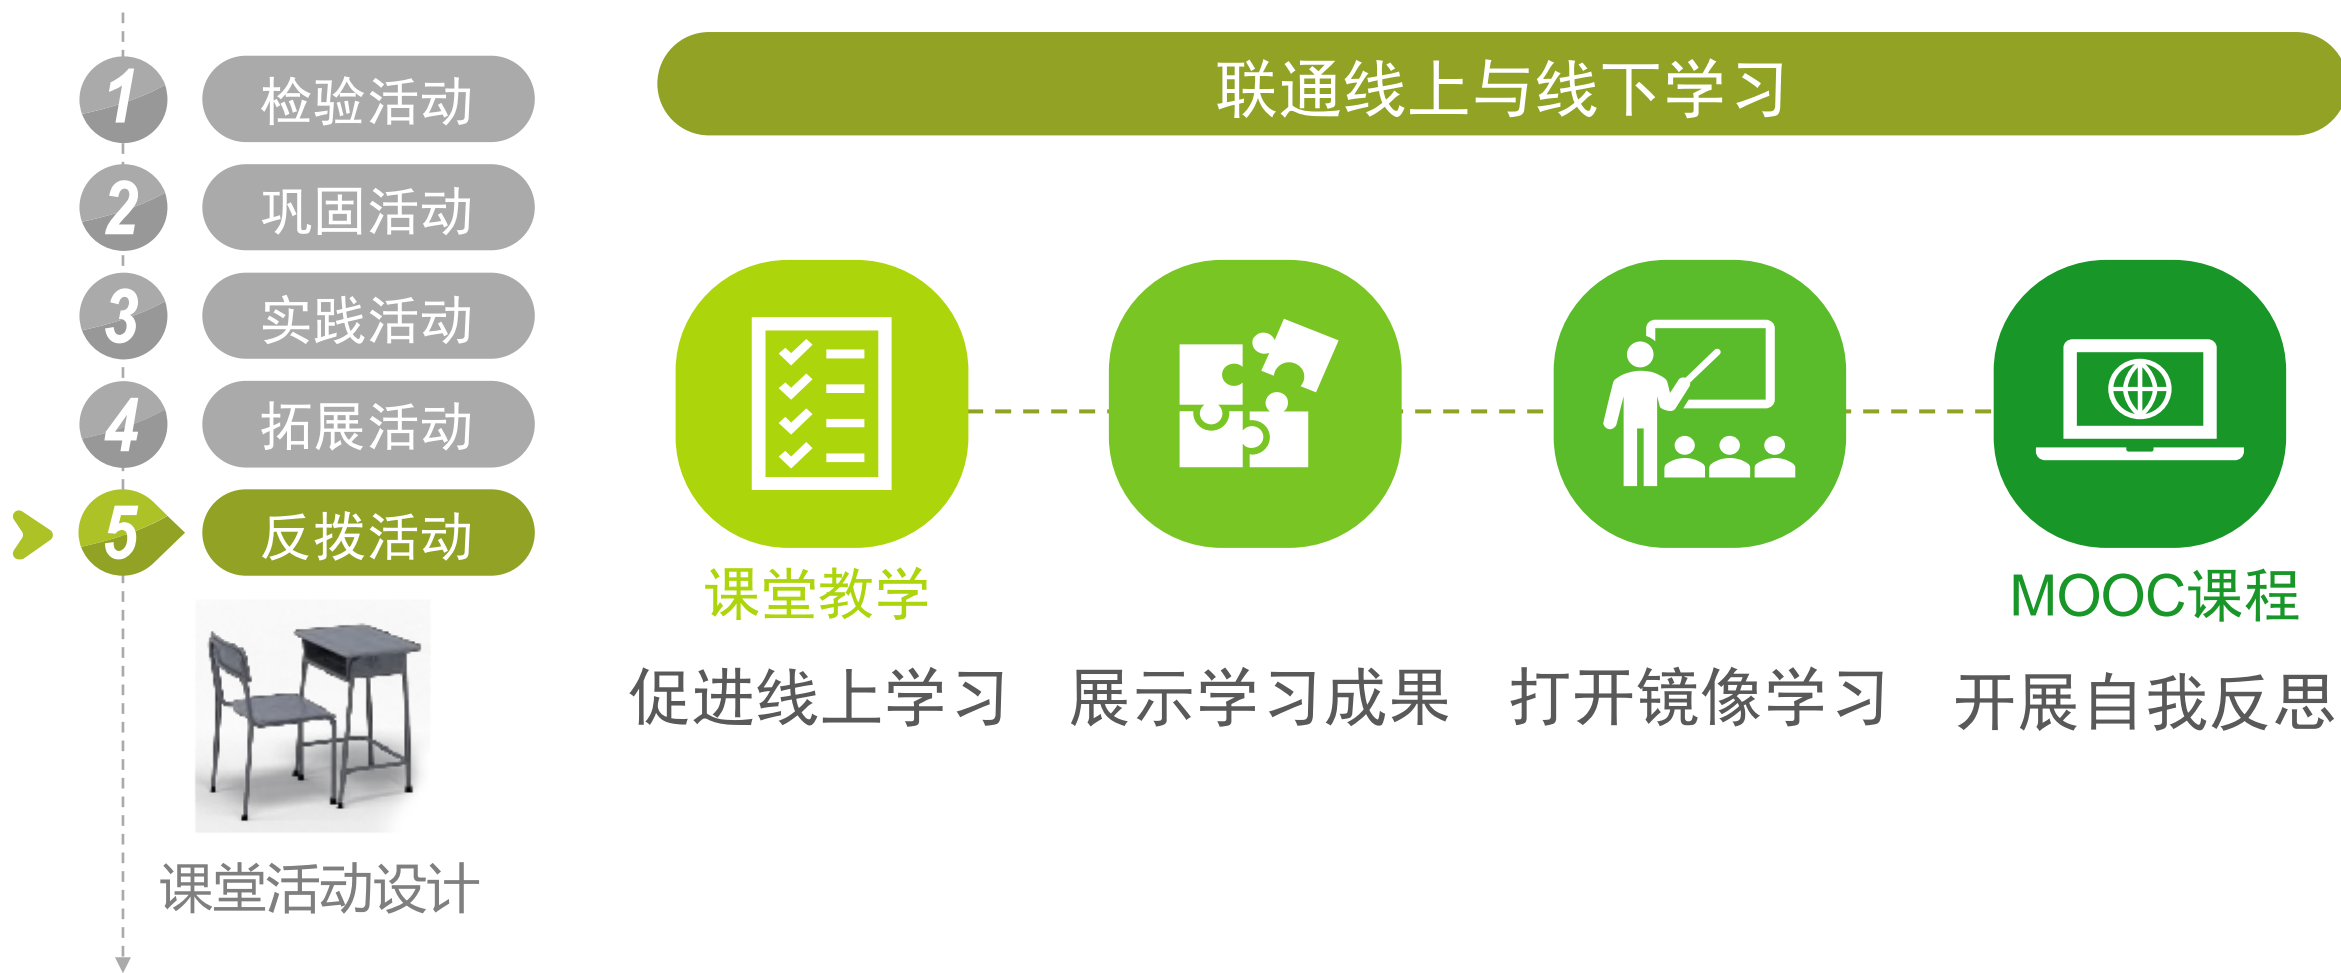 1 检验活动
2 巩固活动
3 实践活动
4 拓展活动
5 反拨活动
课堂活动设计
联通线上与线下学习
课堂教学
MOOC课程
促进线上学习
展示学习成果
打开镜像学习
开展自我反思